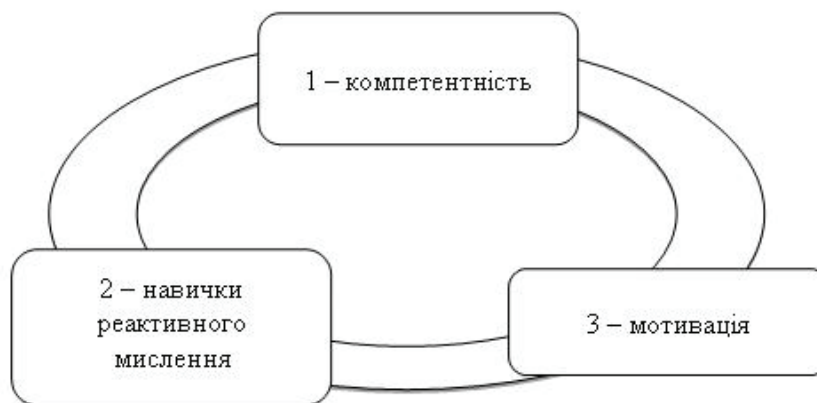 1 – компетентність
2 – навички
реактивного
мислення
3 – мотивація